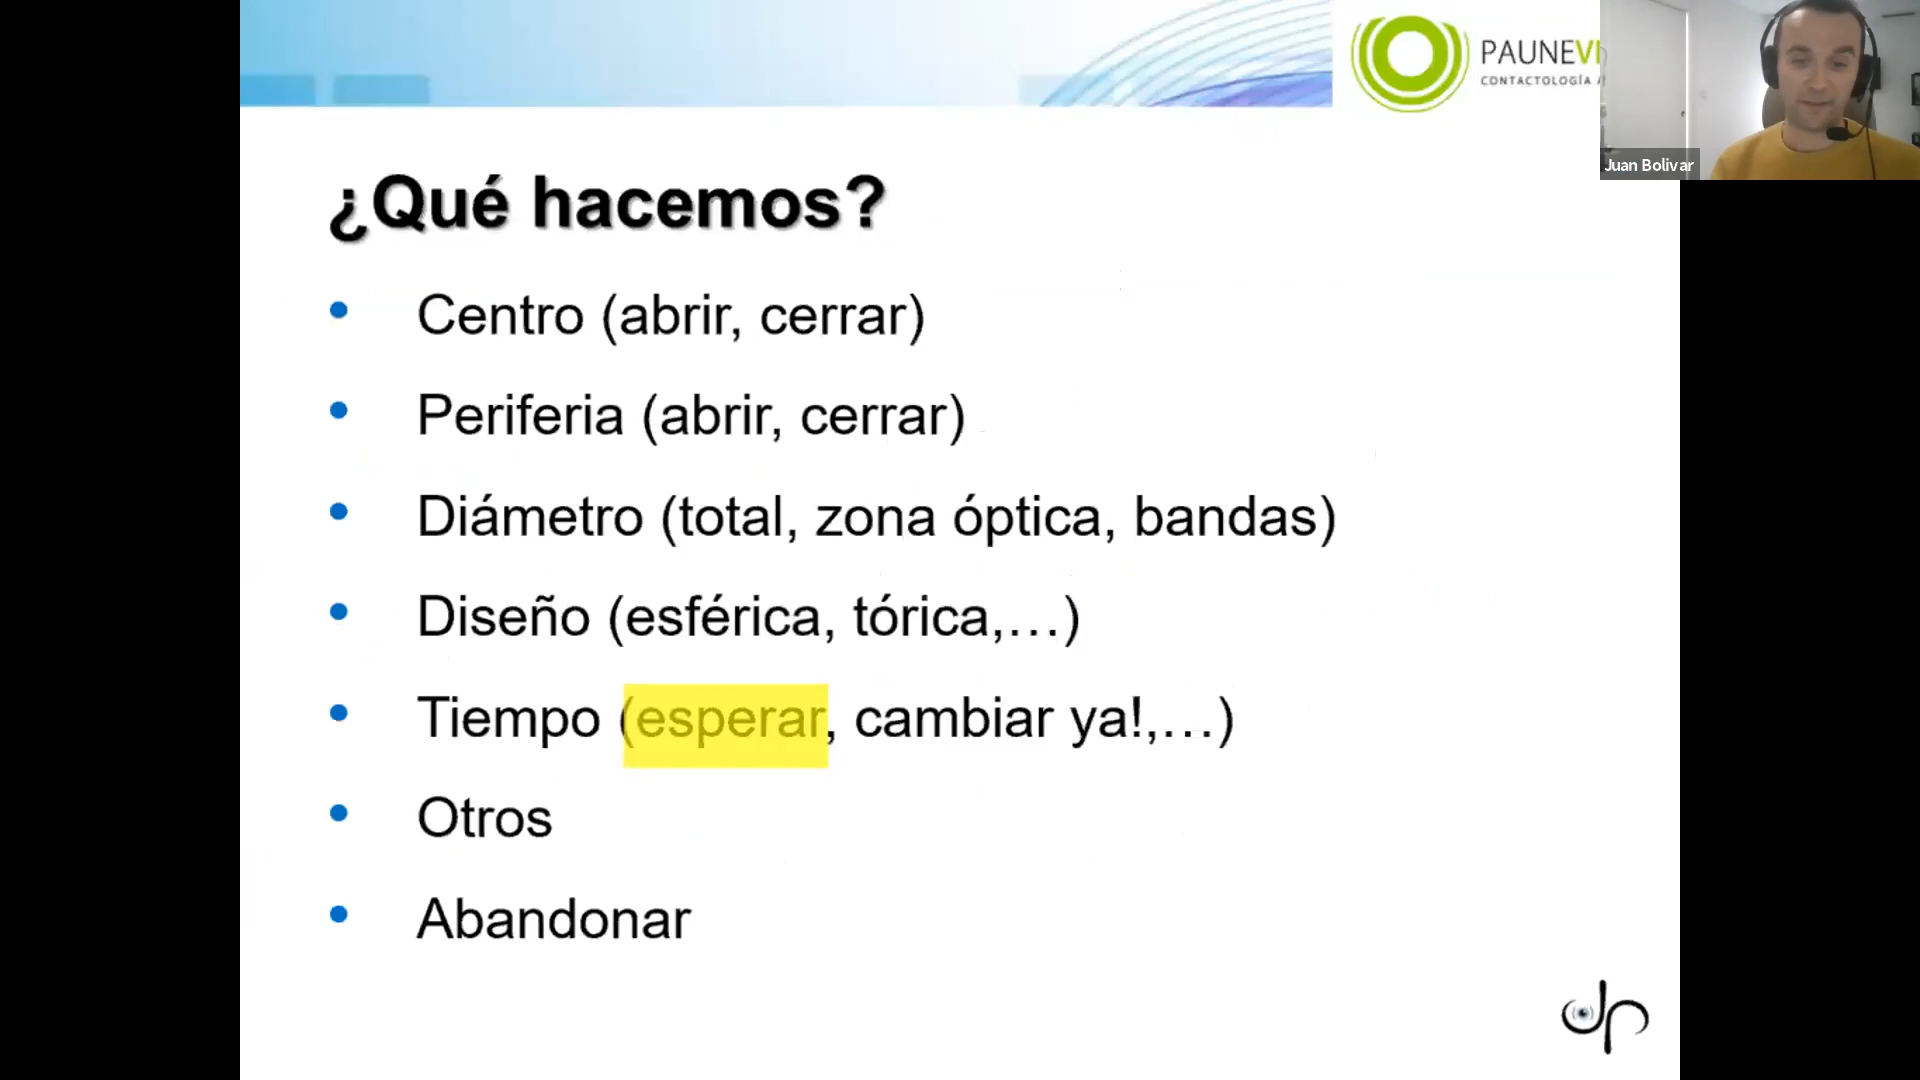 PAUNEVI
CONTACTOLOGÍA
Juan Bolivar
¿Qué hacemos?
• Centro (abrir, cerrar)
• Periferia (abrir, cerrar)
• Diámetro (total, zona óptica, bandas)
• Diseño (esférica, tórica,...)
• Tiempo (esperar, cambiar ya!,...)
• Otros
• Abandonar